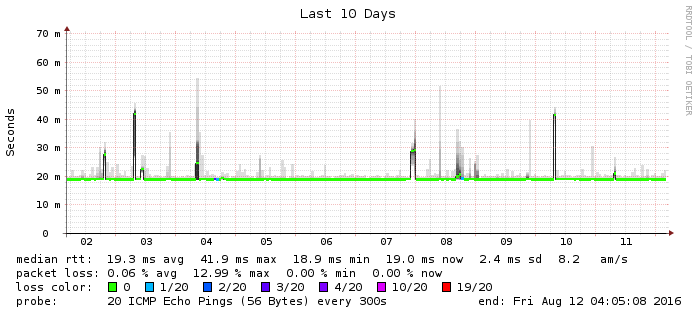 Last 10 Days
RRDTOOL / TOBI OETIKER
Seconds
70 m
60 m
50 m
40 m
30 m
20 m
10 m
0
02 03 04 05 06 07 08 09 10 11
median rtt: 19.3 ms avg 41.9 ms max 18.9 ms min 19.0 ms now 2.4 ms sd 8.2 am/s
packet loss: 0.06 % avg 12.99 % max 0.00 % min 0.00 % now
loss color: 0 1/20 2/20 3/20 4/20 10/20 19/20
probe: 20 ICMP Echo Pings (56 Bytes) every 300s end: Fri Aug 12 04:05:08 2016